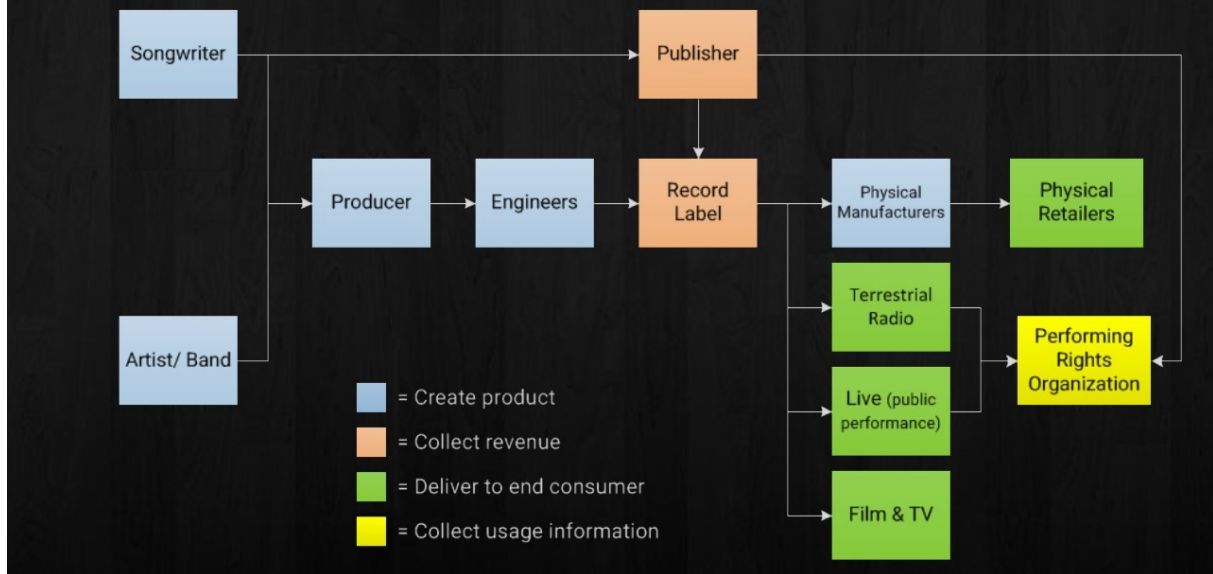 Songwriter
Publisher
Producer
Engineers
Record
Label
Physical
Manufacturers
Physical
Retailers
Terrestrial
Radio
Artist/ Band
Performing
Rights
Organization
Live (public
performance)
Film & TV
= Create product
= Collect revenue
= Deliver to end consumer
= Collect usage information